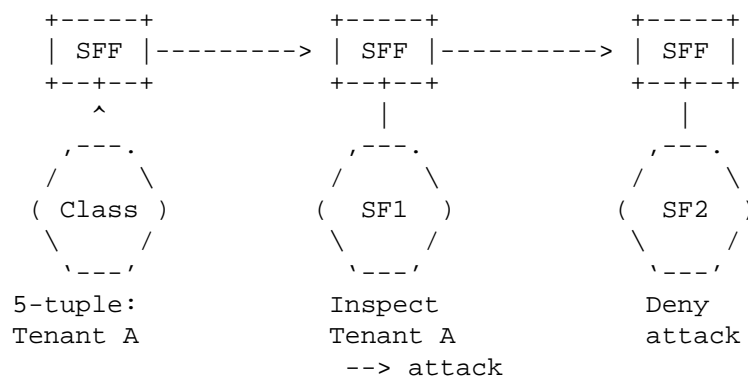 SFF SFF SFF
Class SF1 SF2
5-tuple: Inspect Deny
Tenant A Tenant A attack
--> attack